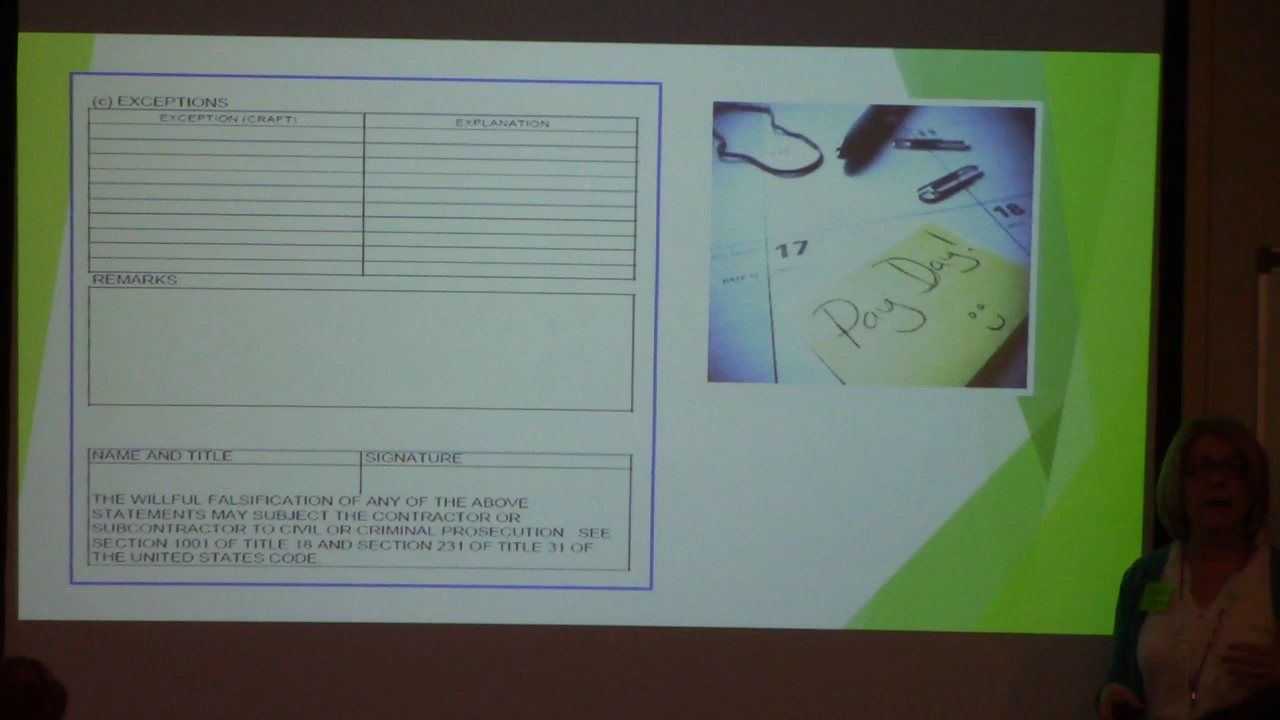 (c) EXCEPTIONS
EXCEPTION (CRAFT)
EXPLANATION
REMARKS
NAME AND TITLE
SIGNATURE
THE WILLFUL FALSIFICATION OF ANY OF THE ABOVE
STATEMENTS MAY SUBJECT THE CONTRACTOR OR
SUBCONTRACTOR TO CIVIL OR CRIMINAL PROSECUTION   SEE
SECTION 1001 OF TITLE 18 AND SECTION 231 OF TITLE 31 OF
THE UNITED STATES CODE
17
18
Pay Day!